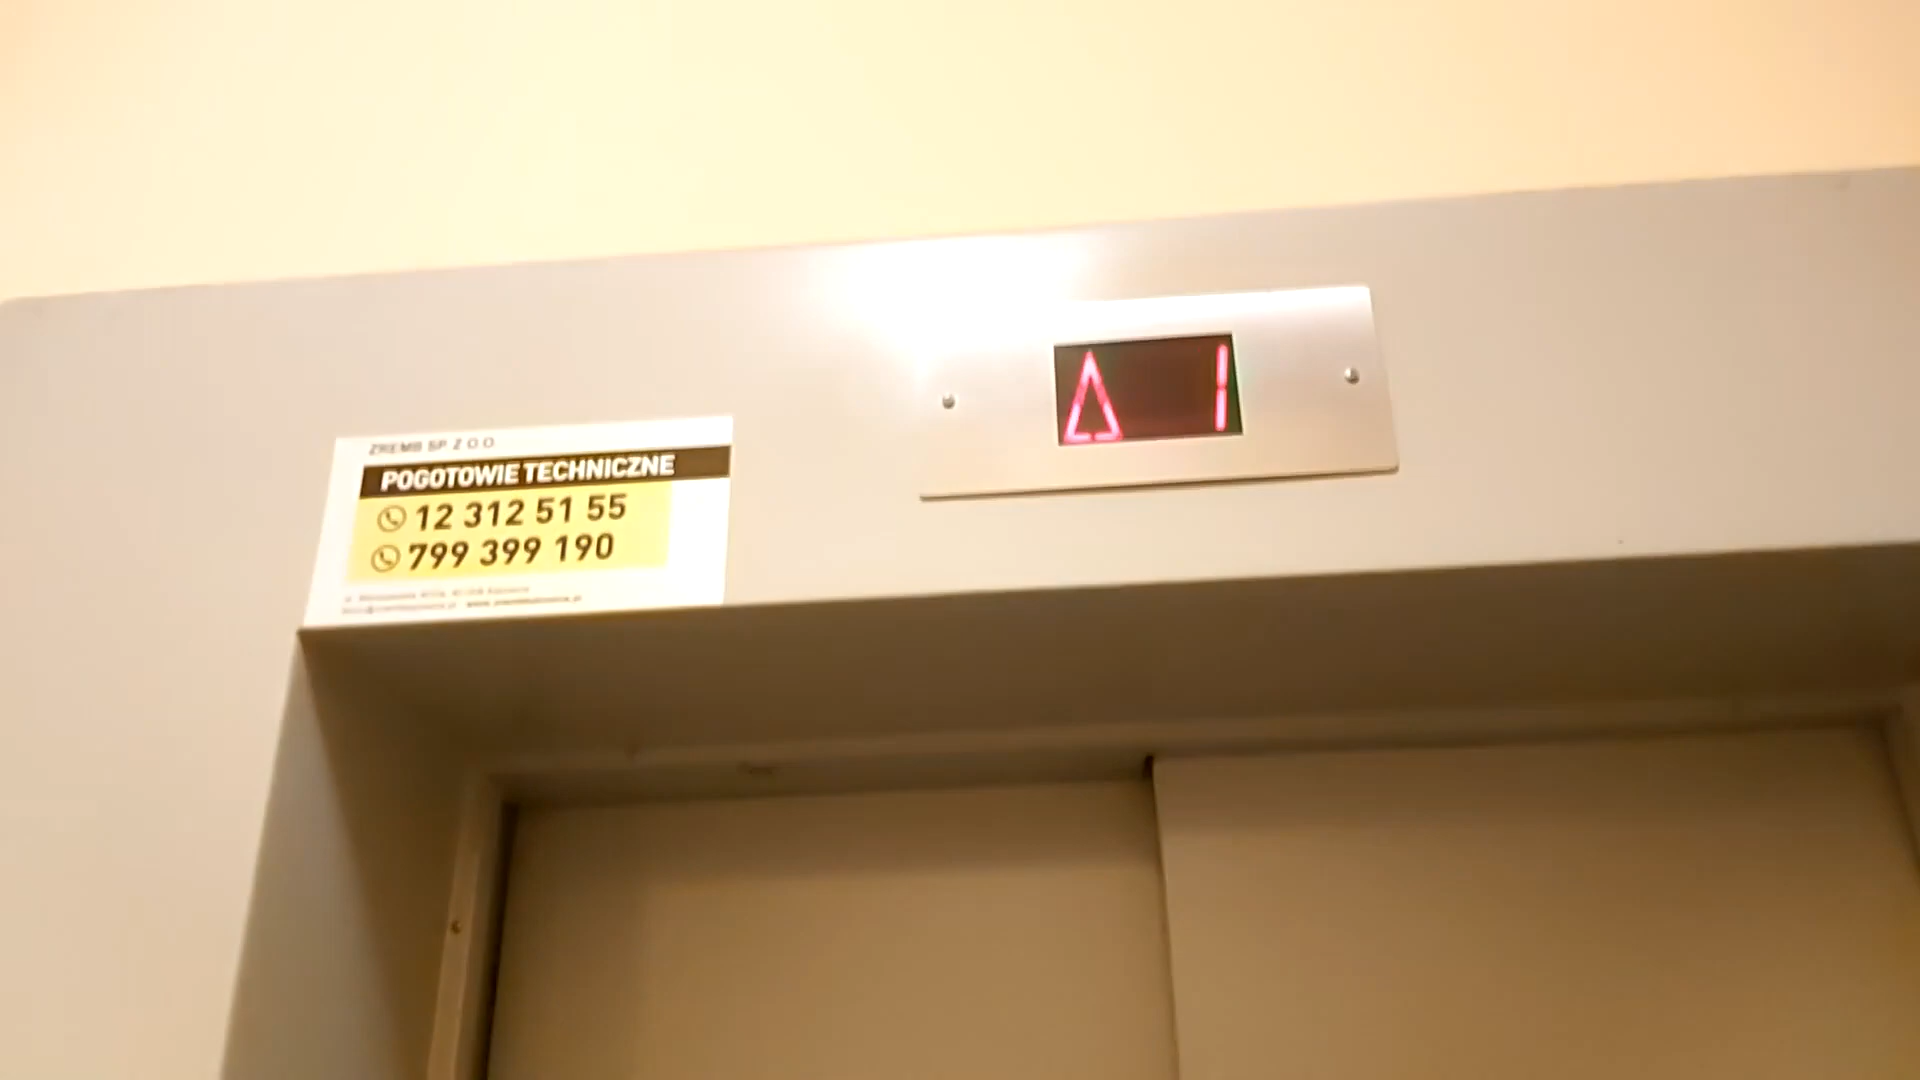 ZREMB SP. Z O.O
POGOTOWIE TECHNICZNE
12 312 51 55
799 399 190
1